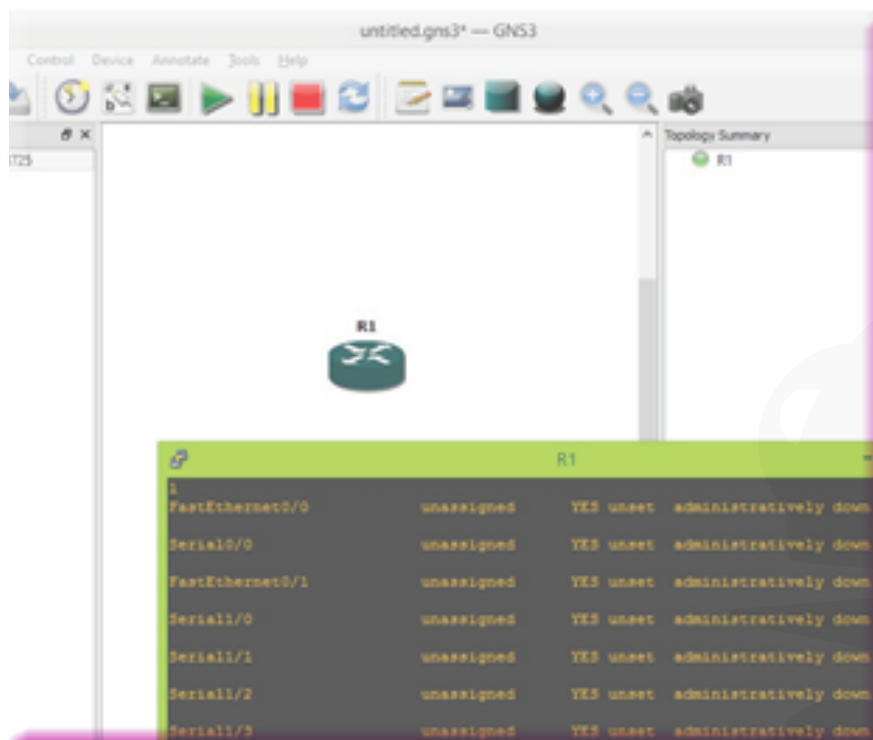 untitled.gns3* — GNS3
Control Device Annotate Tools Help
Topology Summary
R1
R1
R1
FastEthernet0/0 unassigned YES unset administratively down
Serial0/0 unassigned YES unset administratively down
FastEthernet0/1 unassigned YES unset administratively down
Serial1/0 unassigned YES unset administratively down
Serial1/1 unassigned YES unset administratively down
Serial1/2 unassigned YES unset administratively down
Serial1/3 unassigned YES unset administratively down